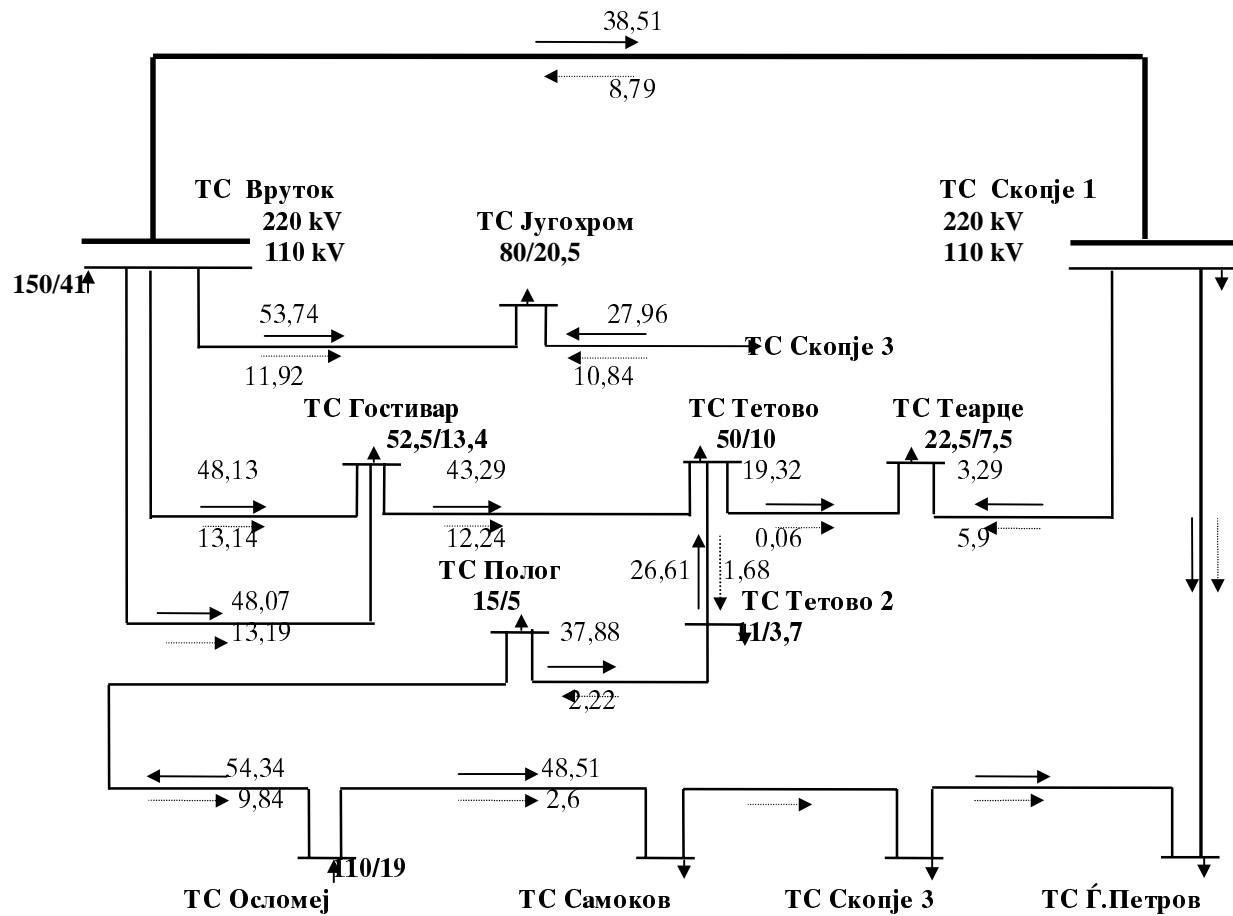 38,51
8,79
ТС Вруток
220 kV
110 kV
ТС Скопје 1
220 kV
110 kV
ТС Југохром
80/20,5
150/41
53,74
11,92
27,96
10,84
ТС Скопје 3
ТС Гостивар
52,5/13,4
ТС Тетово
50/10
ТС Теарце
22,5/7,5
48,13
13,14
43,29
12,24
19,32
0,06
3,29
5,9
ТС Полог
15/5
26,61
1,68
ТС Тетово 2
11/3,7
48,07
13,19
37,88
2,22
54,34
9,84
48,51
2,6
110/19
ТС Осломеј
ТС Самоков
ТС Скопје 3
ТС Ѓ.Петров